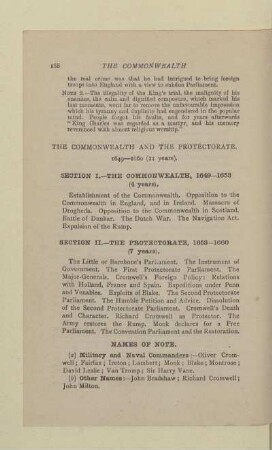 186 THE COMMONWEALTH
the real crime was that he had intrigued to bring foreign
troops into England with a view to subdue Parliament.
NOTE 2.—The illegality of the King's trial, the malignity of his
enemies, the calm and dignified composure, which marked his
last moments, went far to remove the unfavourable impression
which his tyranny and duplicity had engendered in the popular
mind. People forgot his faults, and for years afterwards
"King Charles was regarded as a martyr, and his memory
reverenced with almost religious worship."
THE COMMONWEALTH AND THE PROTECTORATE.
1649—1660 (11 years).
SECTION I.—THE COMMONWEALTH, 1649–1653
(4 years).
Establishment of the Commonwealth. Opposition to the
Commonwealth in England, and in Ireland. Massacre of
Drogheda. Opposition to the Commonwealth in Scotland.
Battle of Dunbar. The Dutch War. The Navigation Act.
Expulsion of the Rump.
SECTION II.—THE PROTECTORATE, 1653–1660
(7 years).
The Little or Barebone's Parliament. The Instrument of
Government. The First Protectorate Parliament. The
Major-Generals. Cromwell's Foreign Policy: Relations
with Holland, France and Spain. Expeditions under Penn
and Venables. Exploits of Blake. The Second Protectorate
Parliament. The Humble Petition and Advice. Dissolution
of the Second Protectorate Parliament. Cromwell's Death
and Character. Richard Cromwell as Protector. The
Army restores the Rump. Monk declares for a Free
Parliament. The Convention Parliament and the Restoration.
NAMES OF NOTE.
(a) Military and Naval Commanders:—Oliver Crom-
well; Fairfax; Ireton; Lambert; Monk; Blake; Montrose;
David Leslie; Van Tromp; Sir Harry Vane.
(b) Other Names:—John Bradshaw; Richard Cromwell;
John Milton.